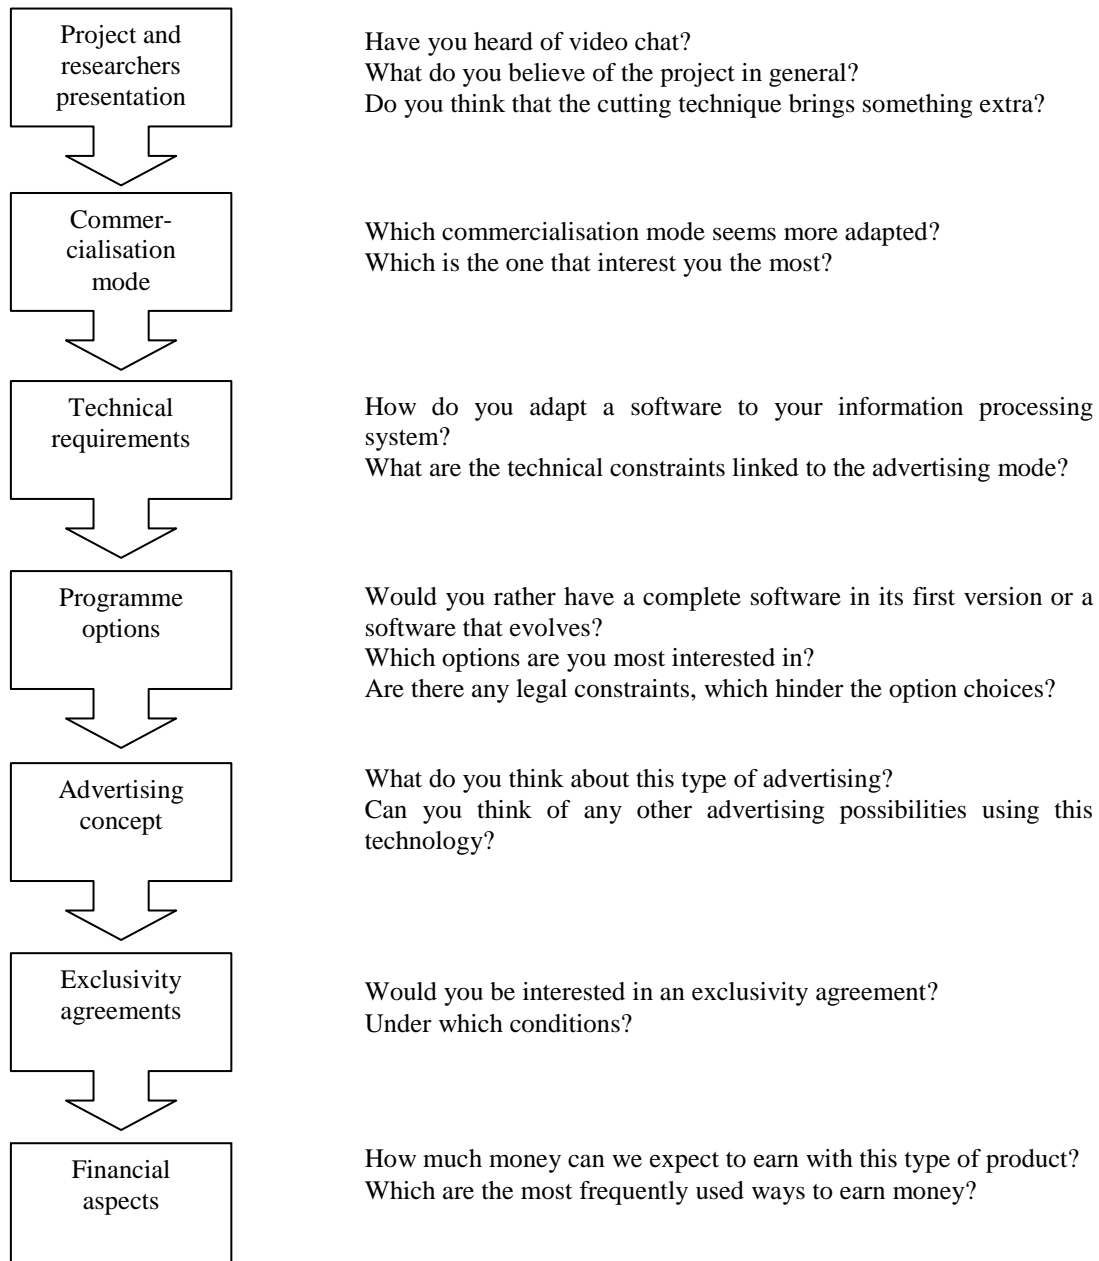 Project and
researchers
presentation
Have you heard of video chat?
What do you believe of the project in general?
Do you think that the cutting technique brings something extra?
Commer-
cialisation
mode
Which commercialisation mode seems more adapted?
Which is the one that interest you the most?
Technical
requirements
How do you adapt a software to your information processing
system?
What are the technical constraints linked to the advertising mode?
Programme
options
Would you rather have a complete software in its first version or a
software that evolves?
Which options are you most interested in?
Are there any legal constraints, which hinder the option choices?
Advertising
concept
What do you think about this type of advertising?
Can you think of any other advertising possibilities using this
technology?
Exclusivity
agreements
Would you be interested in an exclusivity agreement?
Under which conditions?
Financial
aspects
How much money can we expect to earn with this type of product?
Which are the most frequently used ways to earn money?